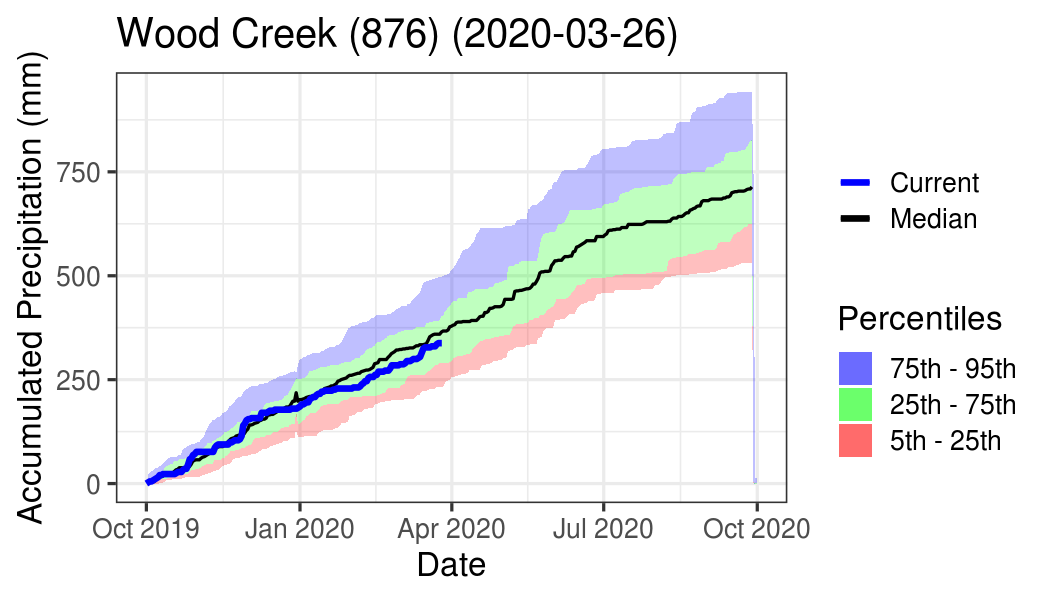 Wood Creek (876) (2020-03-26)
Accumulated Precipitation (mm)
750
500
250
0
Oct 2019
Jan 2020
Apr 2020
Jul 2020
Oct 2020
Date
Current
Median
Percentiles
75th - 95th
25th - 75th
5th - 25th